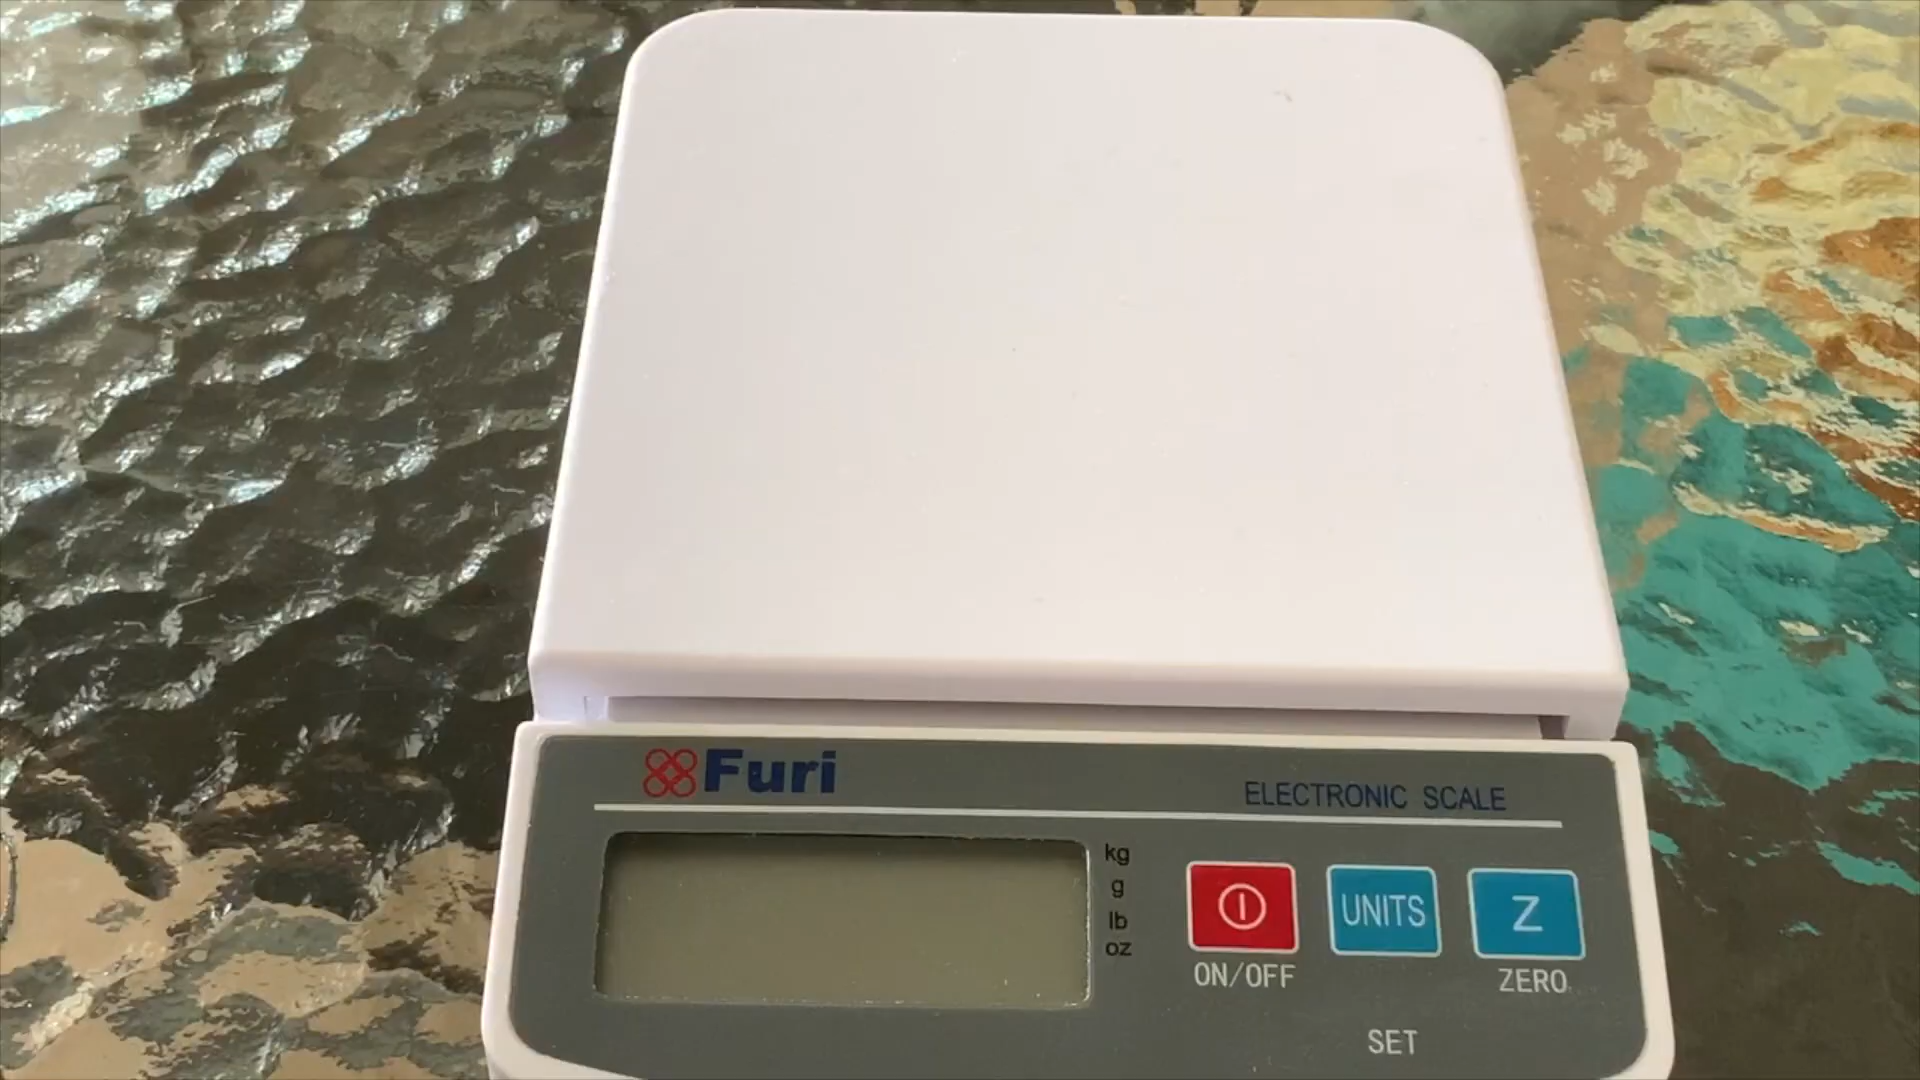 Furi
ELECTRONIC SCALE
kg
g
lb
oz
UNITS
Z
ON/OFF
ZERO
SET